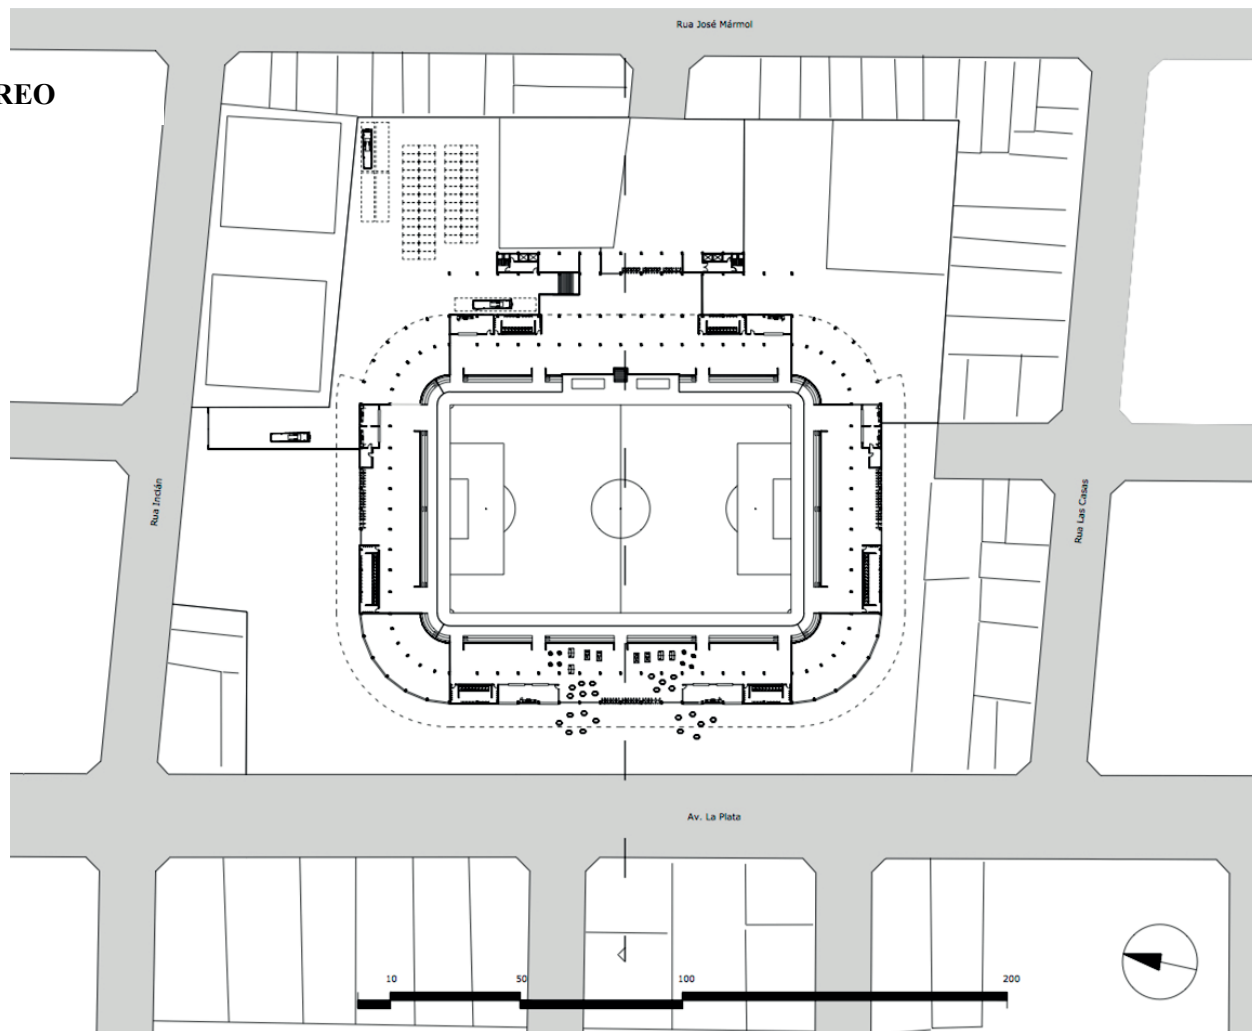 Rua José Mármol
REO
Rua Inclán
Rua Las Casas
Av. La Plata
10
50
100
200